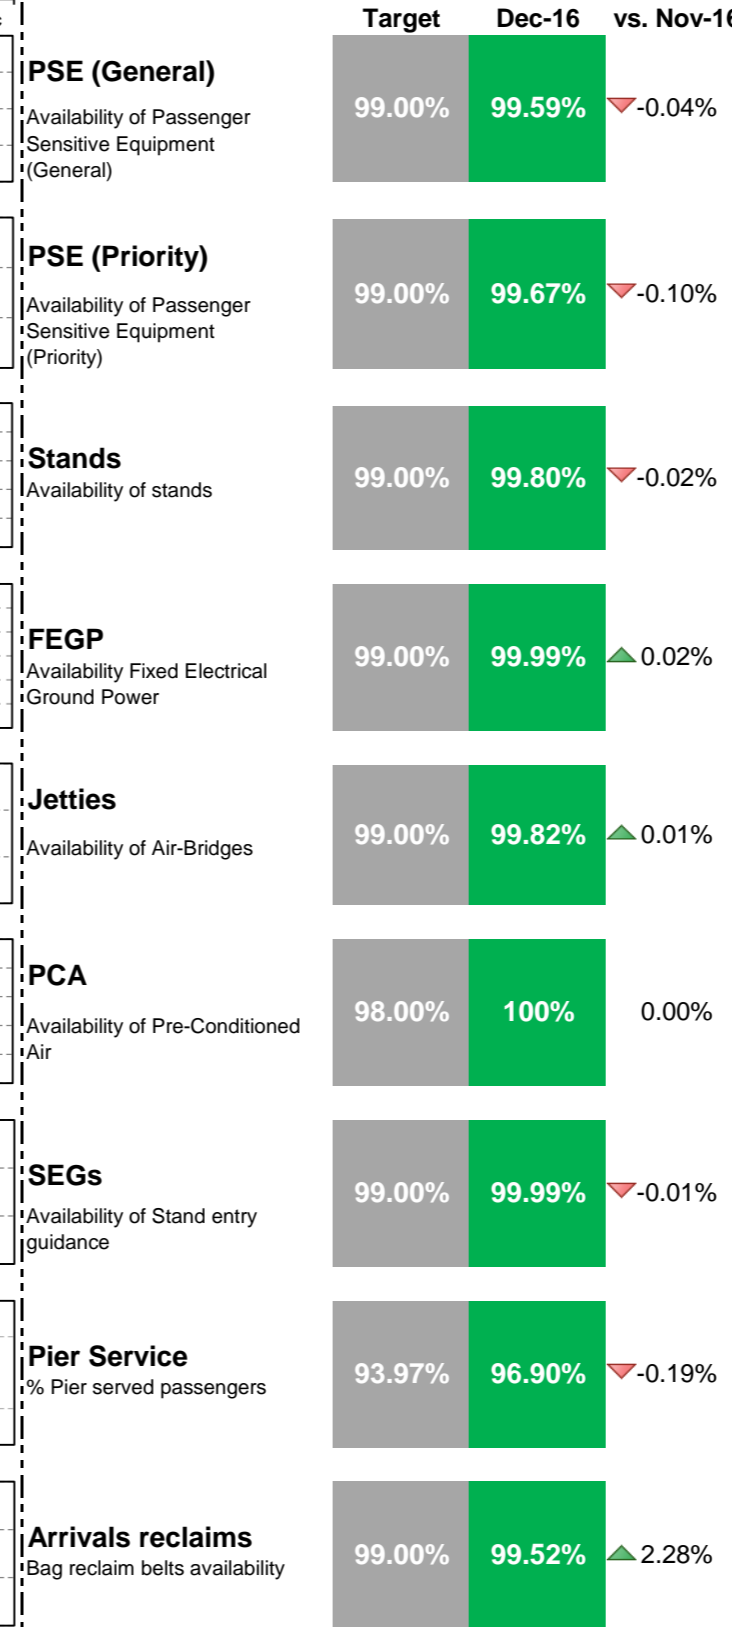 Target Dec-16 vs. Nov-16
PSE (General)
Availability of Passenger
Sensitive Equipment
(General)
99.00% 99.59% -0.04%
PSE (Priority)
Availability of Passenger
Sensitive Equipment
(Priority)
99.00% 99.67% -0.10%
Stands
Availability of stands
99.00% 99.80% -0.02%
FEGP
Availability Fixed Electrical
Ground Power
99.00% 99.99% 0.02%
Jetties
Availability of Air-Bridges
99.00% 99.82% 0.01%
PCA
Availability of Pre-Conditioned
Air
98.00% 100% 0.00%
SEGs
Availability of Stand entry
guidance
99.00% 99.99% -0.01%
Pier Service
% Pier served passengers
93.97% 96.90% -0.19%
Arrivals reclaims
Bag reclaim belts availability
99.00% 99.52% 2.28%